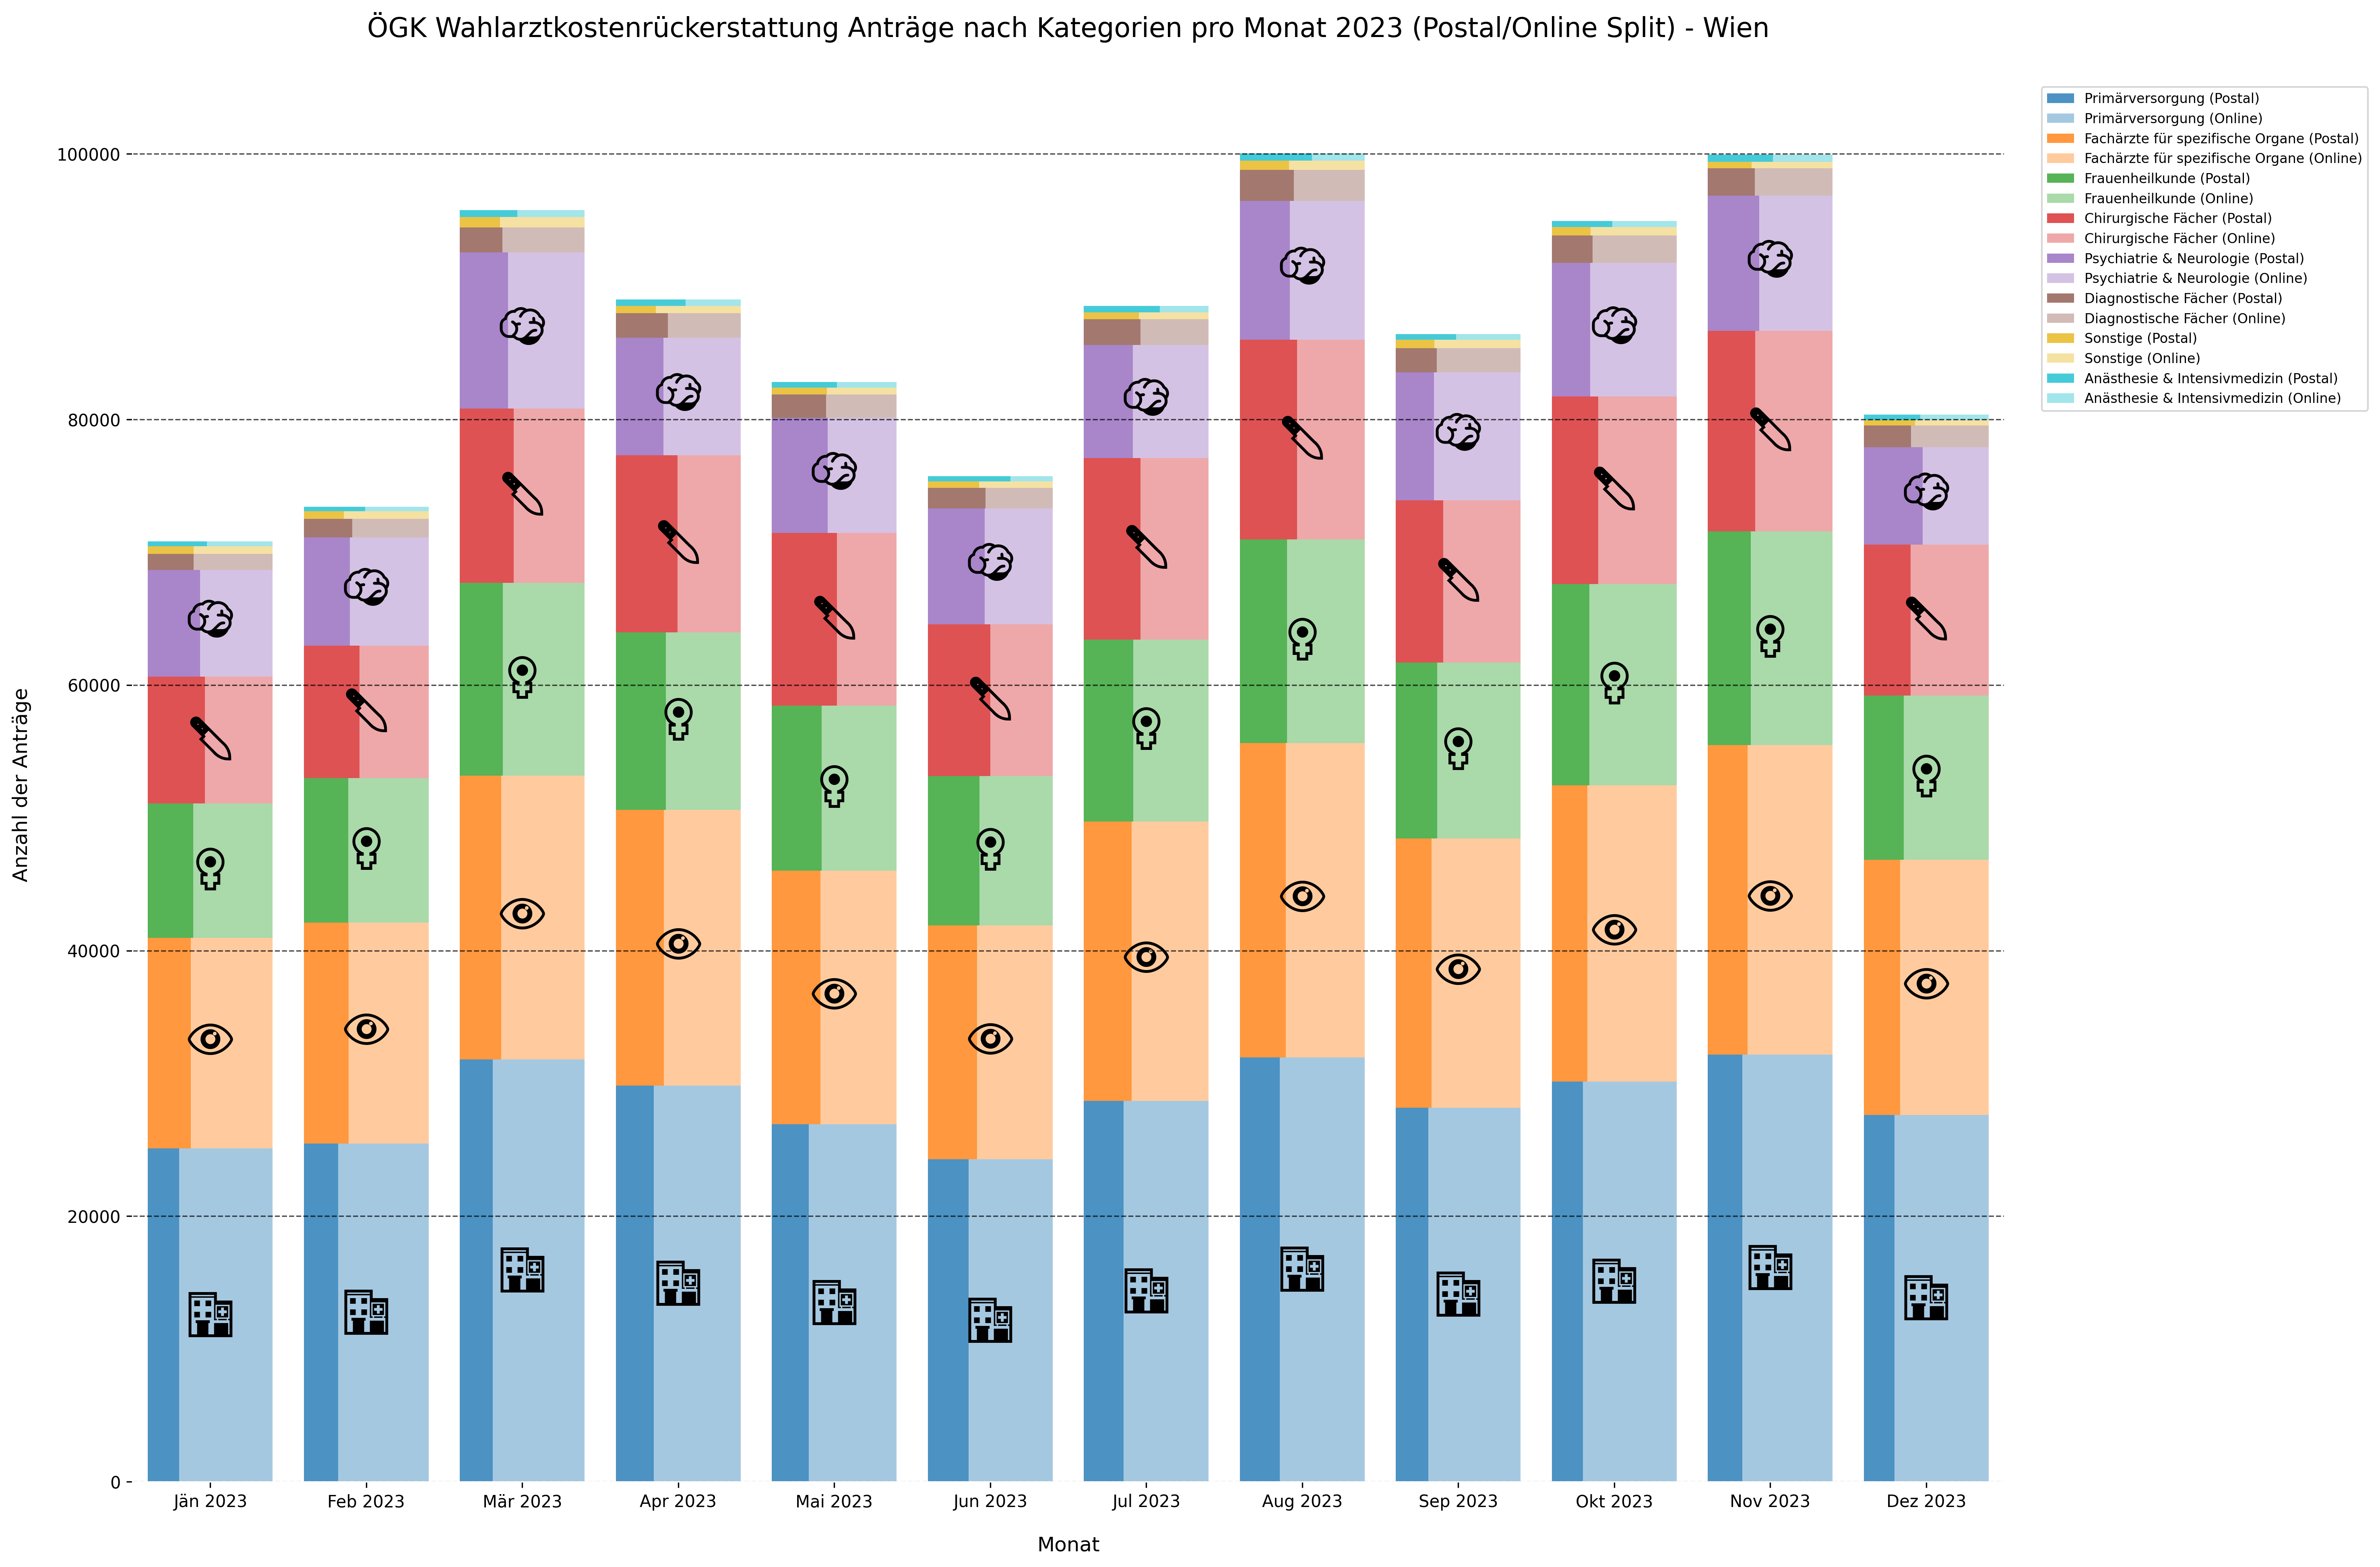 ÖGK Wahlarztkostenrückerstattung Anträge nach Kategorien pro Monat 2023 (Postal/Online Split) - Wien
Anzahl der Anträge
100000
80000
60000
40000
20000
0
Jän 2023
Feb 2023
Mär 2023
Apr 2023
Mai 2023
Jun 2023
Jul 2023
Aug 2023
Sep 2023
Okt 2023
Nov 2023
Dez 2023
Monat
Primärversorgung (Postal)
Primärversorgung (Online)
Fachärzte für spezifische Organe (Postal)
Fachärzte für spezifische Organe (Online)
Frauenheilkunde (Postal)
Frauenheilkunde (Online)
Chirurgische Fächer (Postal)
Chirurgische Fächer (Online)
Psychiatrie & Neurologie (Postal)
Psychiatrie & Neurologie (Online)
Diagnostische Fächer (Postal)
Diagnostische Fächer (Online)
Sonstige (Postal)
Sonstige (Online)
Anästhesie & Intensivmedizin (Postal)
Anästhesie & Intensivmedizin (Online)